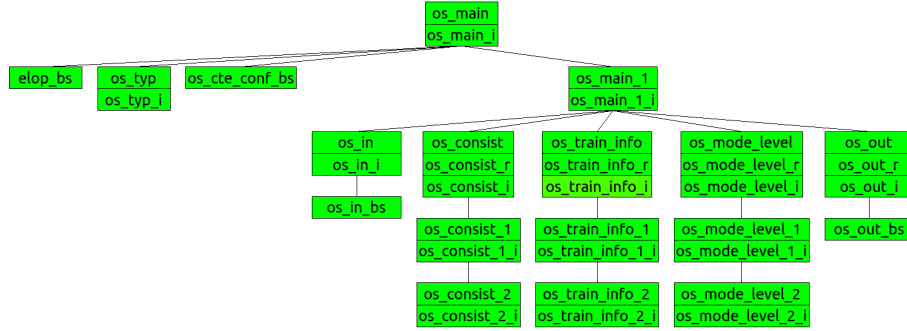 os_main
os_main_i
elop_bs
os_typ
os_typ_i
os_cte_conf_bs
os_main_1
os_main_1_i
os_in
os_in_i
os_in_bs
os_consist
os_consist_r
os_consist_i
os_consist_1
os_consist_1_i
os_consist_2
os_consist_2_i
os_train_info
os_train_info_r
os_train_info_i
os_train_info_1
os_train_info_1_i
os_train_info_2
os_train_info_2_i
os_mode_level
os_mode_level_r
os_mode_level_i
os_mode_level_1
os_mode_level_1_i
os_mode_level_2
os_mode_level_2_i
os_out
os_out_r
os_out_i
os_out_bs